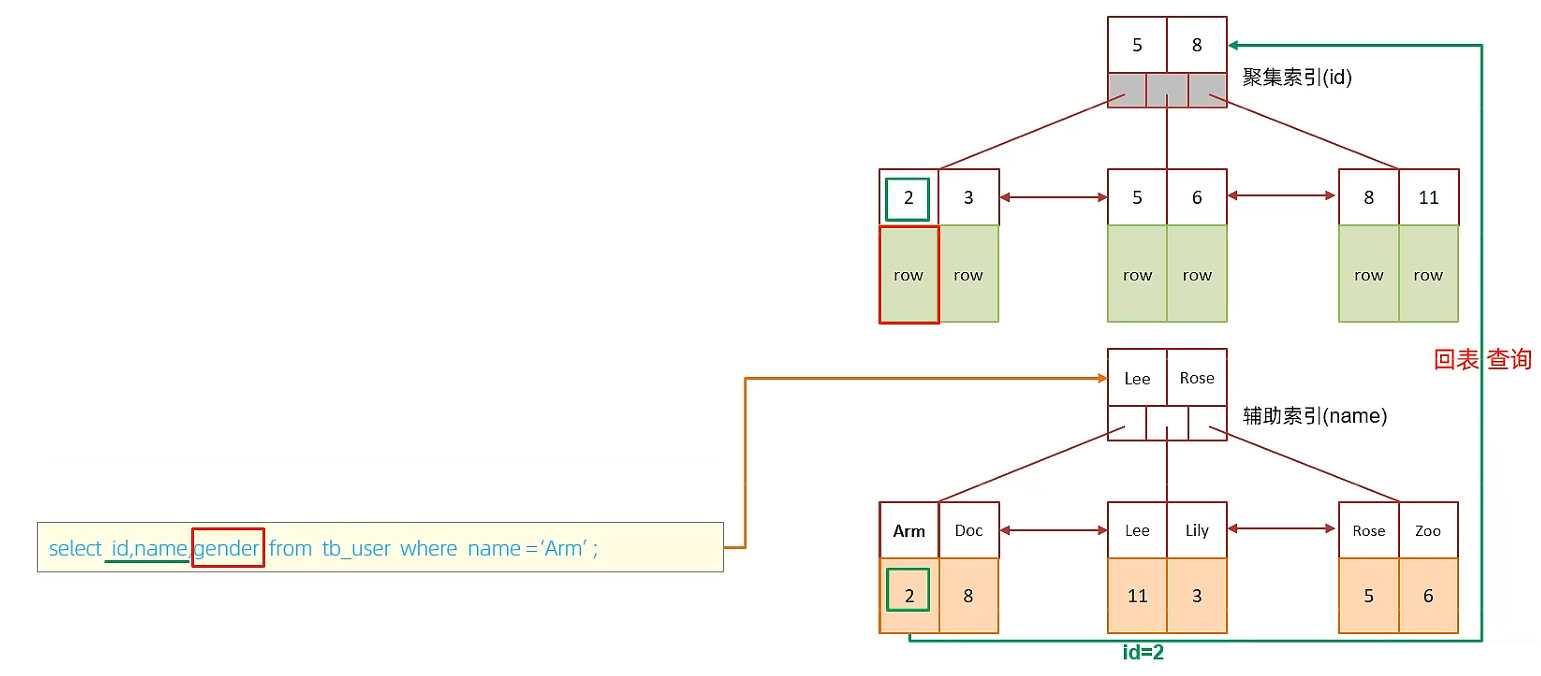 5 8
聚集索引(id)
2 3 5 6 8 11
row row row row row row
回表 查询
Lee Rose
辅助索引(name)
select id,name,gender from tb_user where name =‘Arm’ ;
Arm Doc Lee Lily Rose Zoo
2 8 11 3 5 6
id=2